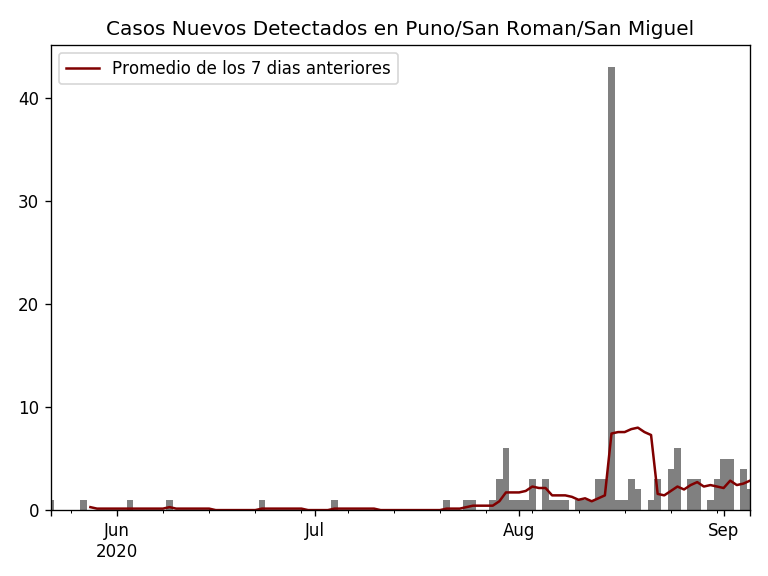 Casos Nuevos Detectados en Puno/San Roman/San Miguel
Promedio de los 7 dias anteriores
40
30
20
10
0
Jun Jul Aug Sep
2020